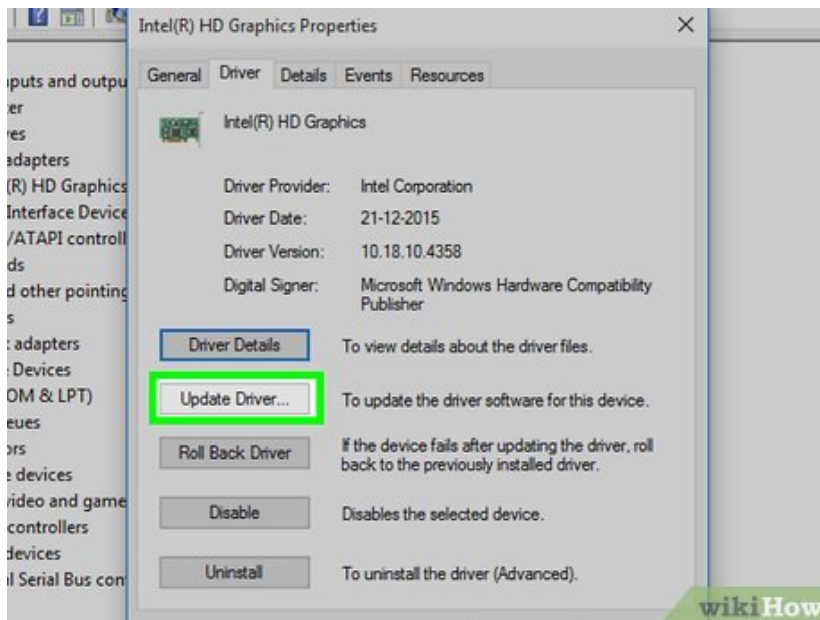 Intel(R) HD Graphics Properties
General Driver Details Events Resources
Intel(R) HD Graphics
Driver Provider: Intel Corporation
Driver Date: 21-12-2015
Driver Version: 10.18.10.4358
Digital Signer: Microsoft Windows Hardware Compatibility
Publisher
Driver Details To view details about the driver files.
Update Driver... To update the driver software for this device.
Roll Back Driver If the device fails after updating the driver, roll
back to the previously installed driver.
Disable Disables the selected device.
Uninstall To uninstall the driver (Advanced).
nputs and outpu
er
ves
adapters
(R) HD Graphics
Interface Device
/ATAPI controll
ds
d other pointing
s
adapters
Devices
OM & LPT)
eues
ors
e devices
video and game
controllers
devices
l Serial Bus con
wikiHow